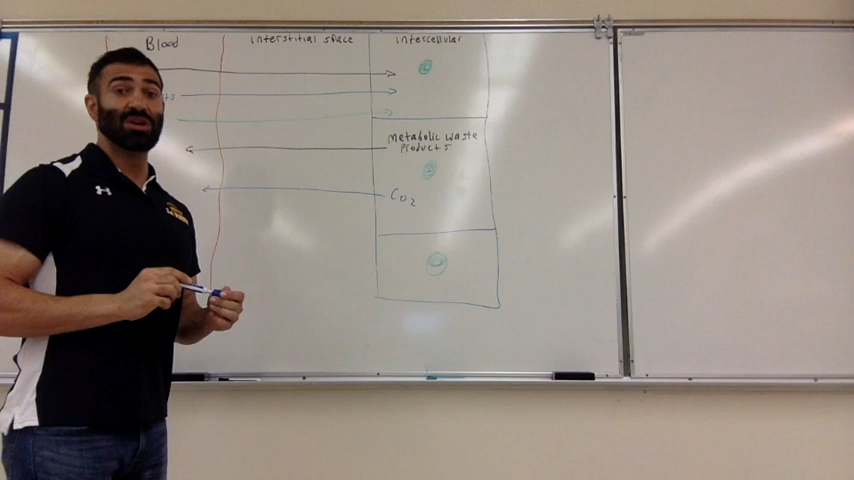 Blood
Interstitial space
Intercellular
metabolic waste
products
CO2